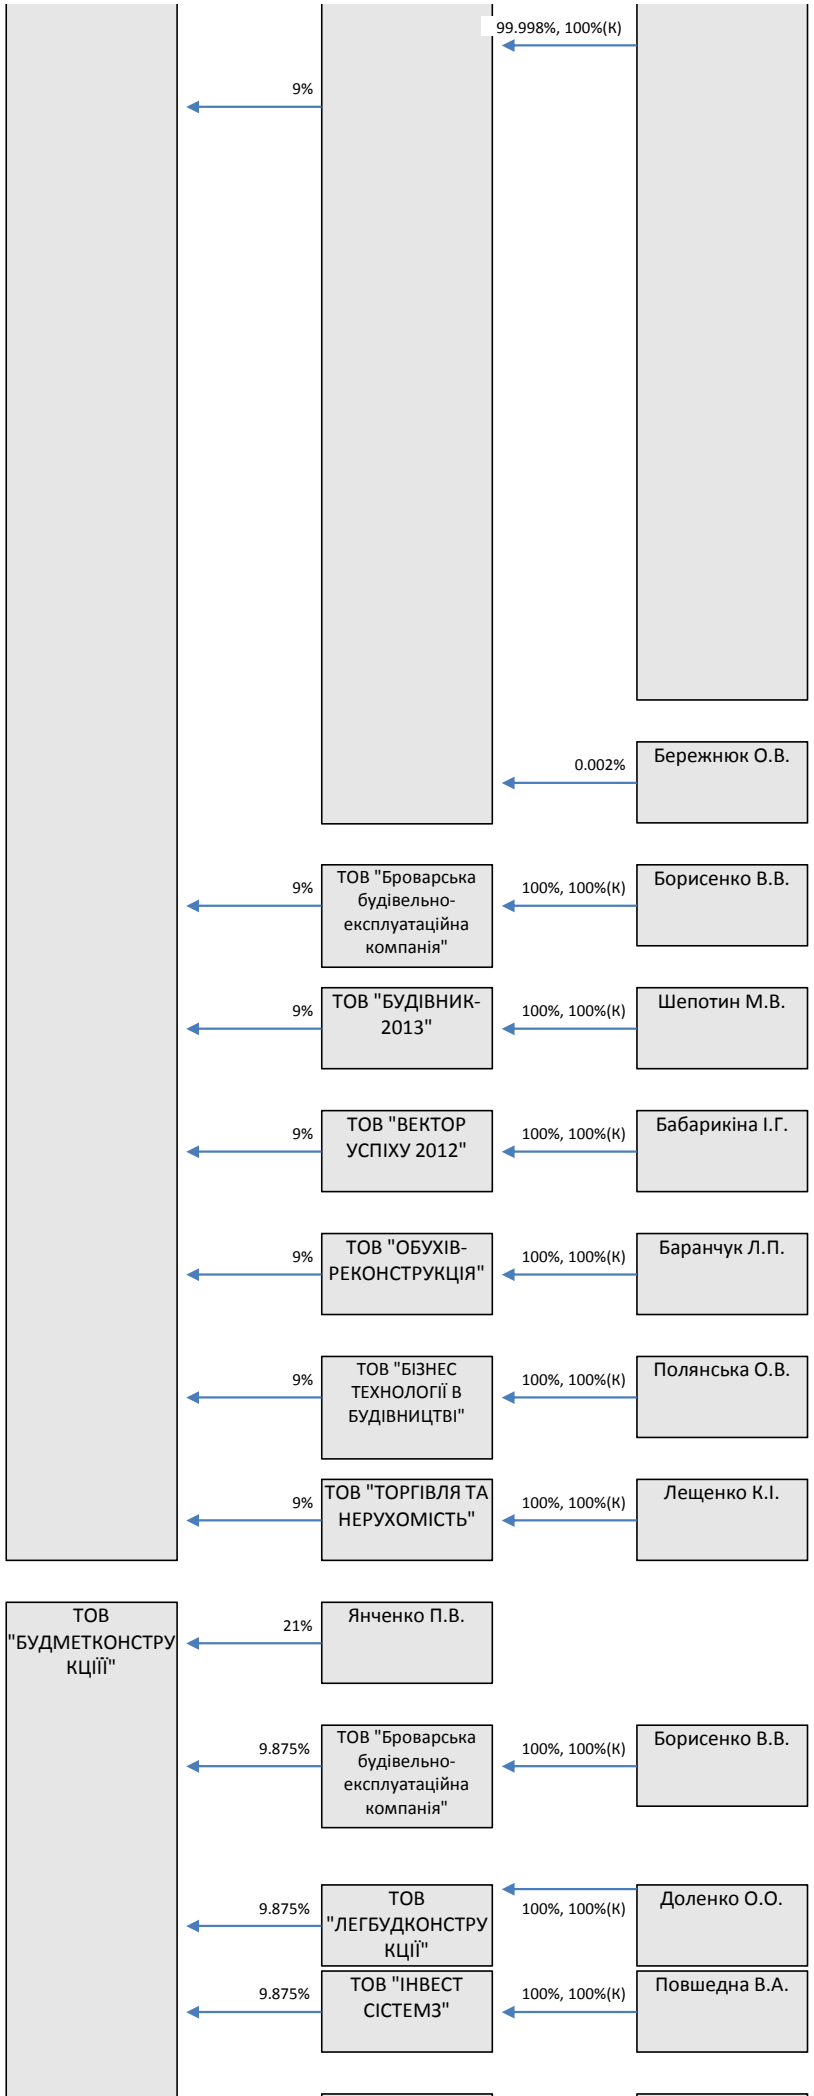 99.998%, 100%(К)
9%
Бережнюк О.В.
0.002%
ТОВ "Броварська
будівельно-
експлуатаційна
компанія"
9%
100%, 100%(К)
Борисенко В.В.
ТОВ "БУДІВНИК-
2013"
9%
100%, 100%(К)
Шепотин М.В.
ТОВ "ВЕКТОР
УСПІХУ 2012"
9%
100%, 100%(К)
Бабарикіна І.Г.
ТОВ "ОБУХІВ-
РЕКОНСТРУКЦІЯ"
9%
100%, 100%(К)
Баранчук Л.П.
ТОВ "БІЗНЕС
ТЕХНОЛОГІЇ В
БУДІВНИЦТВІ"
9%
100%, 100%(К)
Полянська О.В.
ТОВ "ТОРГІВЛЯ ТА
НЕРУХОМІСТЬ"
9%
100%, 100%(К)
Лещенко К.І.
ТОВ
"БУДМЕТКОНСТРУ
КЦІЇЇ"
21%
Янченко П.В.
9.875%
ТОВ "Броварська
будівельно-
експлуатаційна
компанія"
100%, 100%(К)
Борисенко В.В.
9.875%
ТОВ
"ЛЕГБУДКОНСТРУ
КЦІЇ"
100%, 100%(К)
Доленко О.О.
9.875%
ТОВ "ІНВЕСТ
СІСТЕМЗ"
100%, 100%(К)
Повшедна В.А.